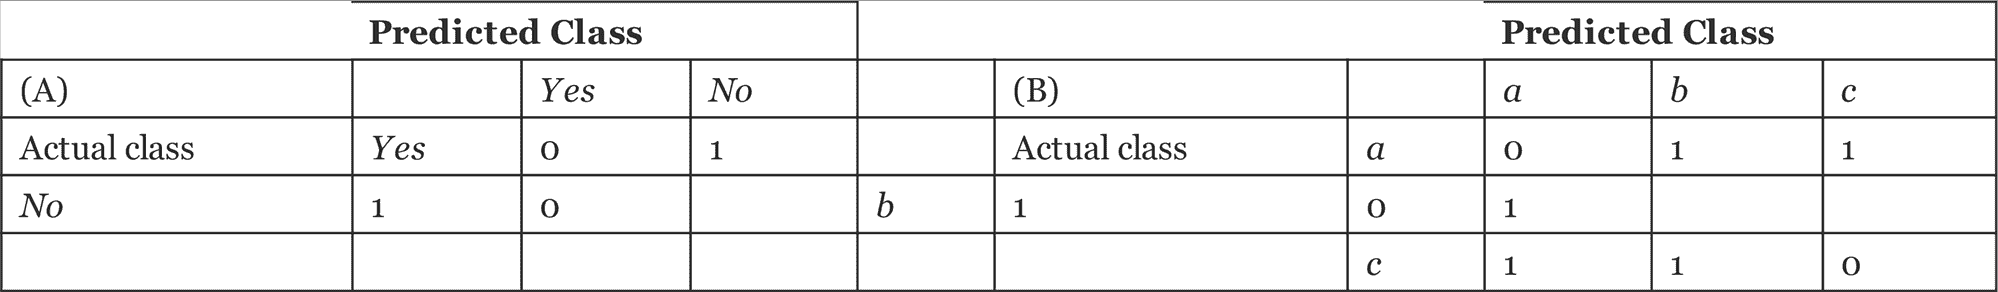 Predicted Class Predicted Class
(A) Yes No (B) a b c
Actual class Yes 0 1 Actual class a 0 1 1
No 1 0 b 1 0 1
c 1 1 0